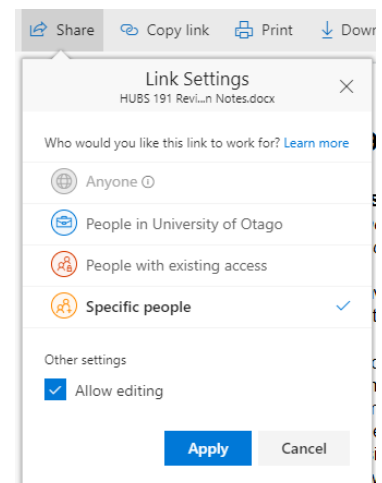 Share Copy link Print Dow
Link Settings
HUBS 191 Revi...n Notes.docx
Who would you like this link to work for? Learn more
Anyone
People in University of Otago
People with existing access
Specific people
Other settings
Allow editing
Apply Cancel